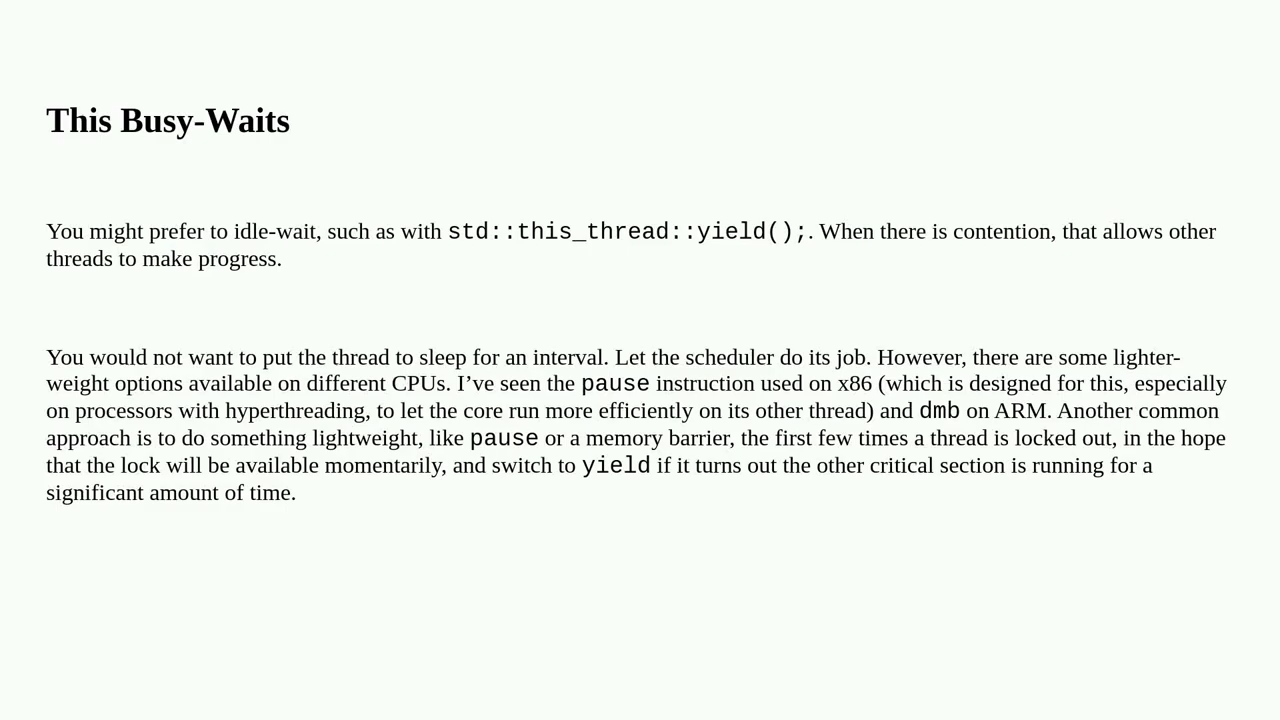 This Busy-Waits
You might prefer to idle-wait, such as with std::this_thread::yield();. When there is contention, that allows other
threads to make progress.
You would not want to put the thread to sleep for an interval. Let the scheduler do its job. However, there are some lighter-
weight options available on different CPUs. I’ve seen the pause instruction used on x86 (which is designed for this, especially
on processors with hyperthreading, to let the core run more efficiently on its other thread) and dmb on ARM. Another common
approach is to do something lightweight, like pause or a memory barrier, the first few times a thread is locked out, in the hope
that the lock will be available momentarily, and switch to yield if it turns out the other critical section is running for a
significant amount of time.